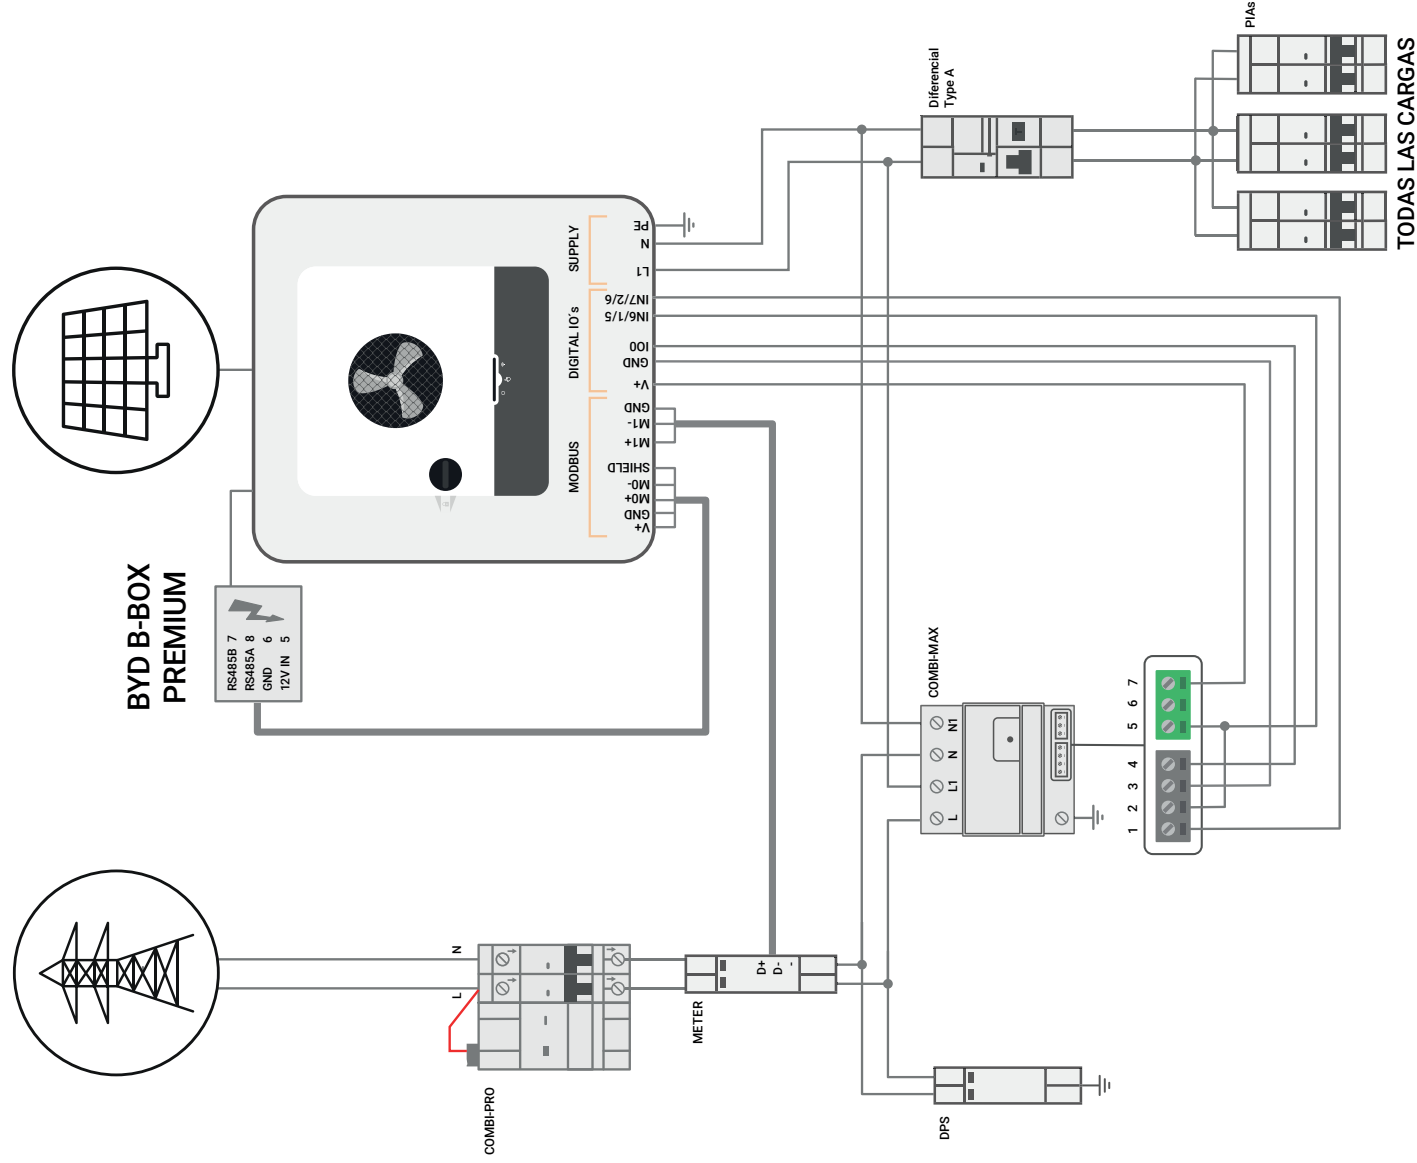 BYD B-BOX
PREMIUM
RS485B 7
RS485A 8
GND 6
12V IN 5
SUPPLY
DIGITAL IO´s
MODBUS
PE
N
L1
IN7/2/6
IN6/1/5
IO0
GND
V+
GND
M1-
M1+
SHIELD
M0-
M0+
GND
V+
Diferencial
Type A
T
PIAs
TODAS LAS CARGAS
COMBI-MAX
N1
N
L1
L
7
6
5
4
3
2
1
N
L
COMBI-PRO
METER
D+
D-
-
DPS